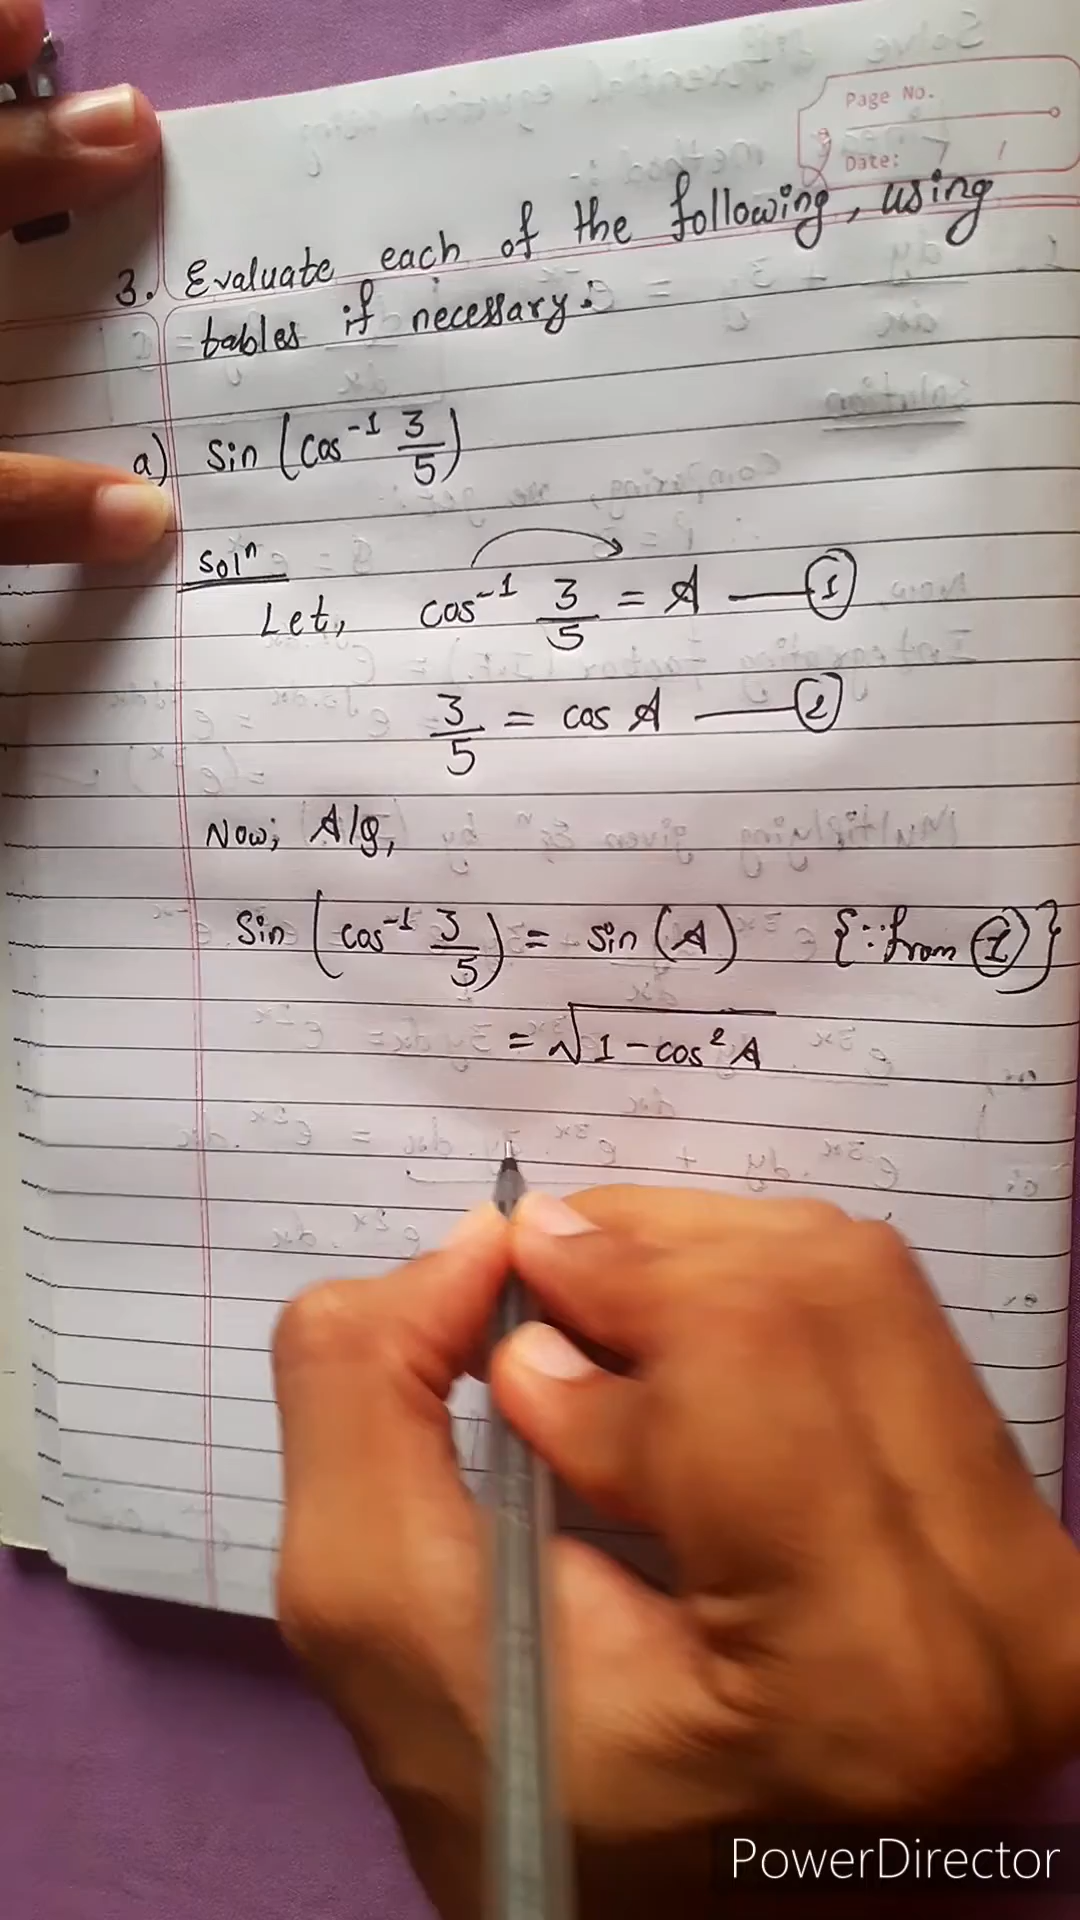 Page No.
Date: / /
3. Evaluate each of the following, using
tables if necessary:
a) sin (cos⁻¹ 3/5)
Solⁿ
Let, cos⁻¹ 3/5 = A — ①
3/5 = cos A — ②
Now; A/q,
Sin (cos⁻¹ 3/5) = sin (A) {∵ from ①}
= √(1 - cos² A)
PowerDirector